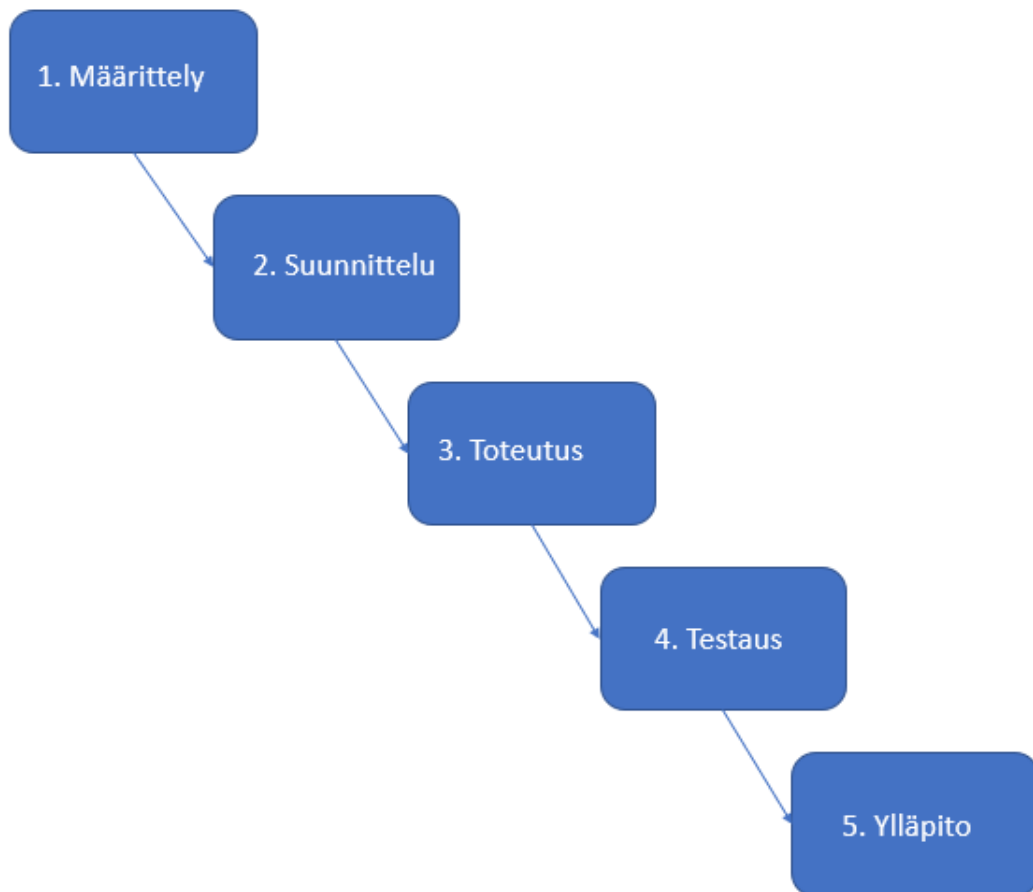 1. Määrittely
2. Suunnittelu
3. Toteutus
4. Testaus
5. Ylläpito